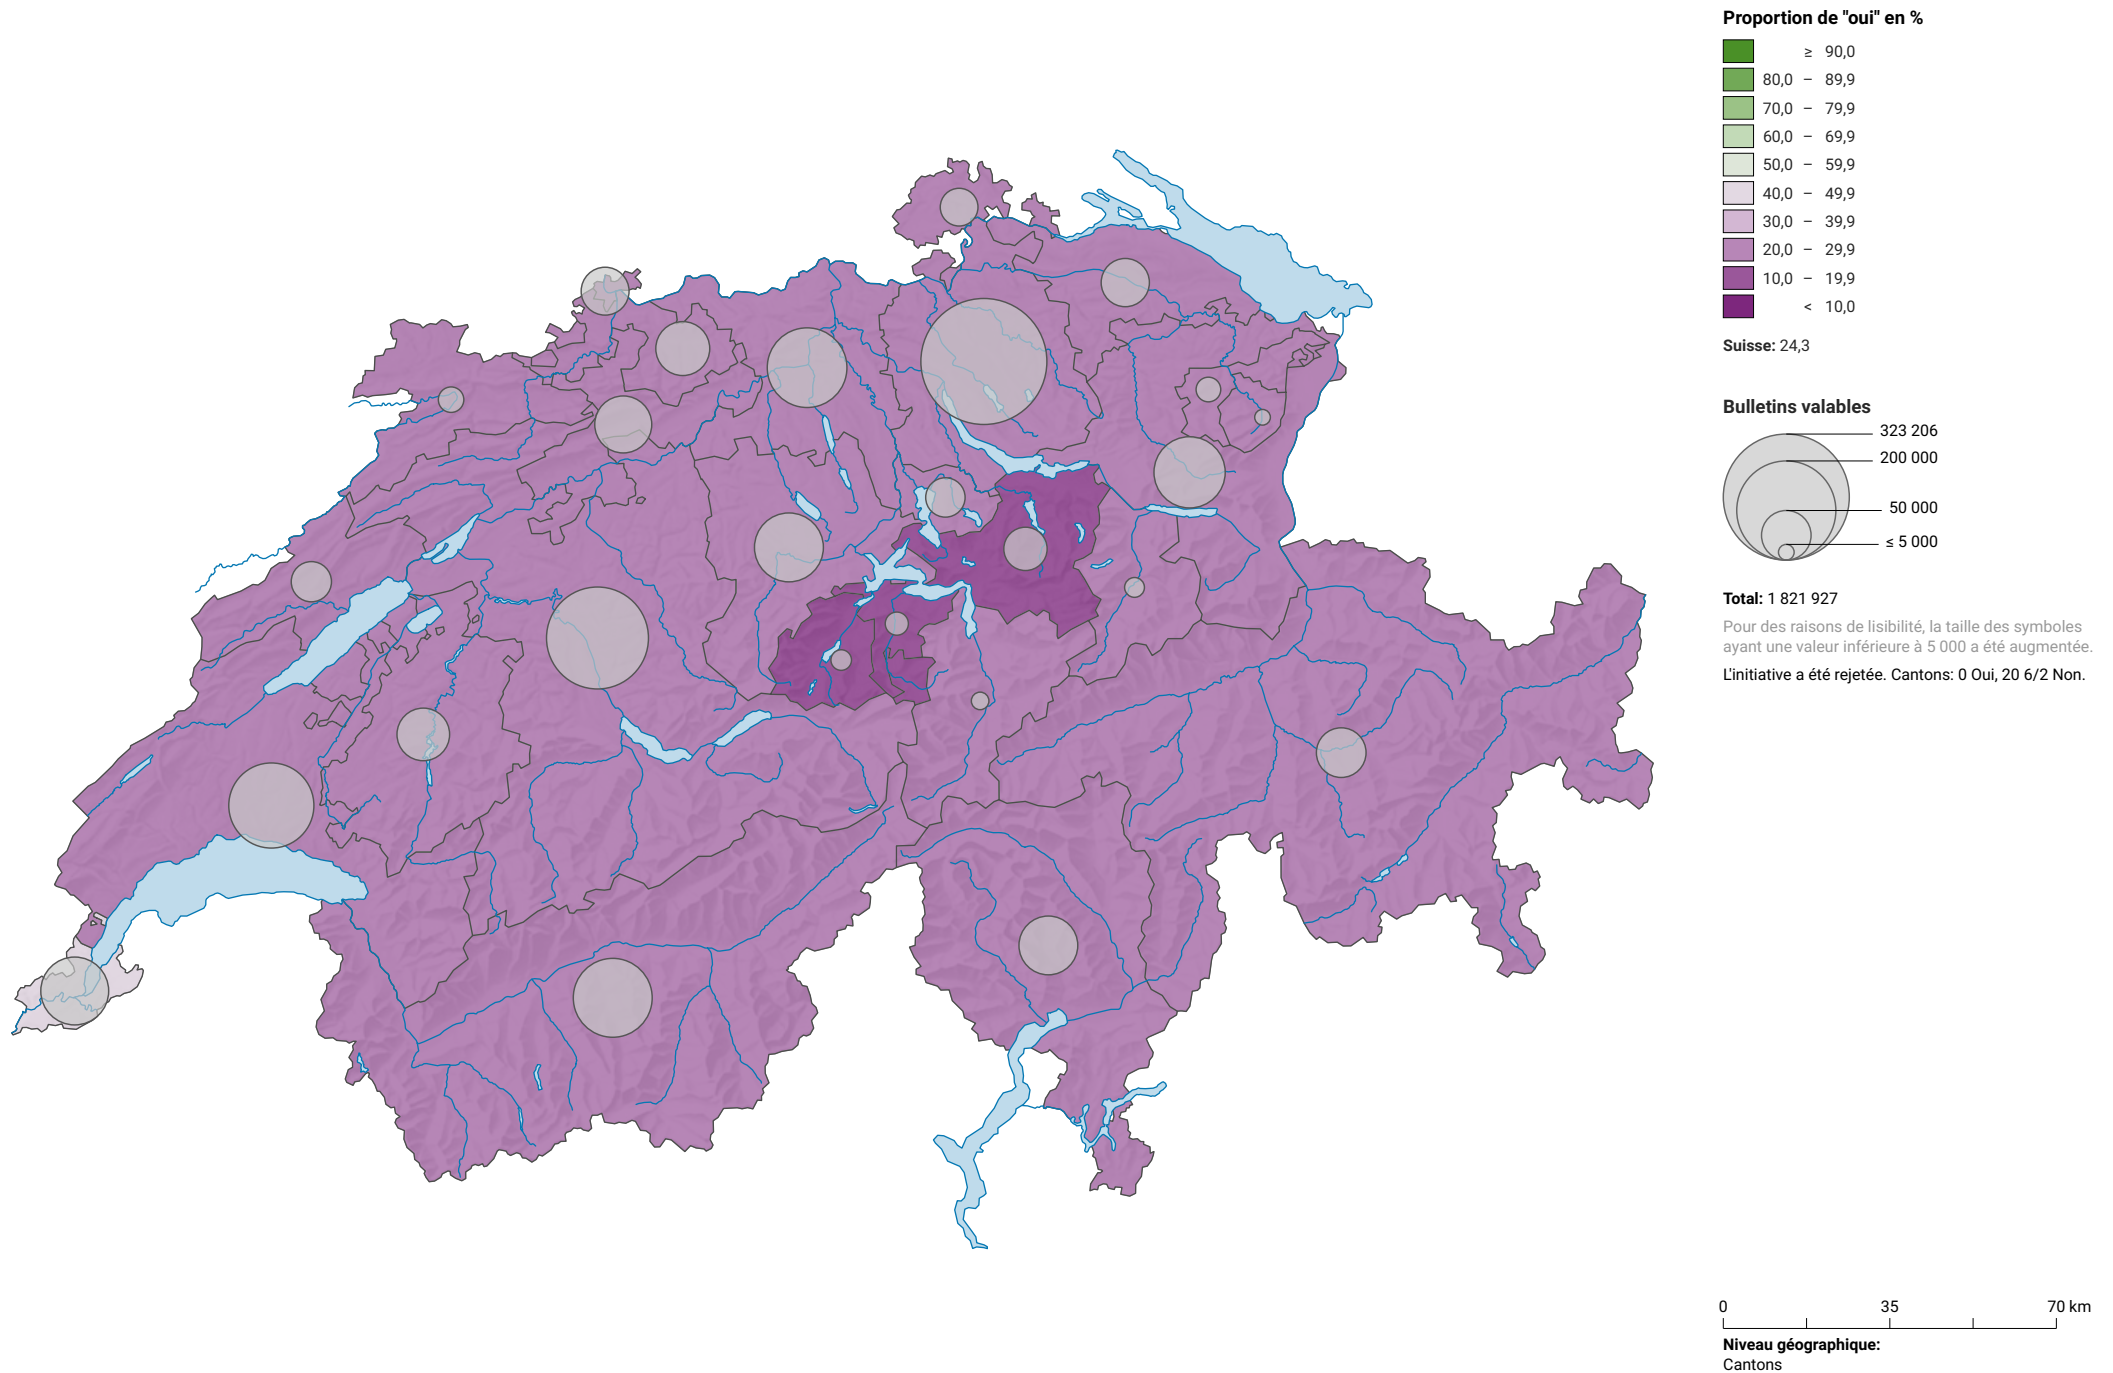 Proportion de "oui" en %
≥ 90,0
80,0 – 89,9
70,0 – 79,9
60,0 – 69,9
50,0 – 59,9
40,0 – 49,9
30,0 – 39,9
20,0 – 29,9
10,0 – 19,9
< 10,0
Suisse: 24,3
Bulletins valables
323 206
200 000
50 000
≤ 5 000
Total: 1 821 927
Pour des raisons de lisibilité, la taille des symboles
ayant une valeur inférieure à 5 000 a été augmentée.
L'initiative a été rejetée. Cantons: 0 Oui, 20 6/2 Non.
0 35 70 km
Niveau géographique:
Cantons